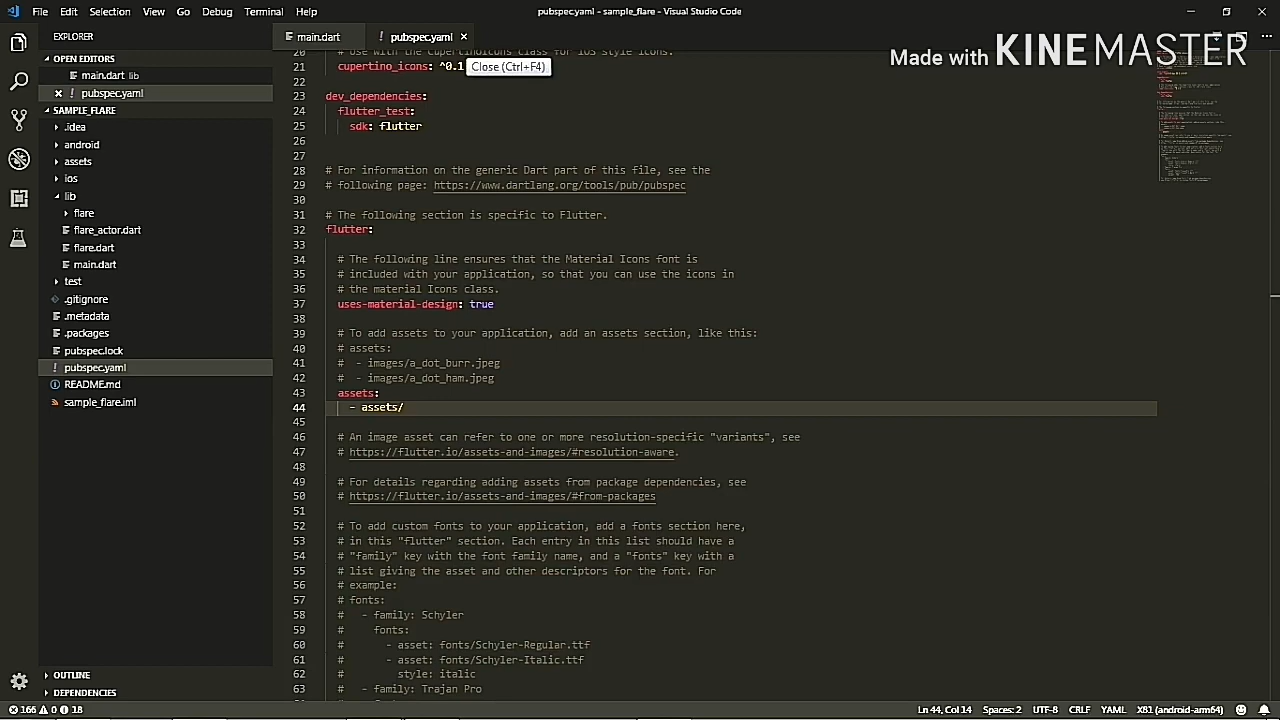 File Edit Selection View Go Debug Terminal Help
pubspec.yaml - sample_flare - Visual Studio Code
EXPLORER
OPEN EDITORS
main.dart lib
pubspec.yaml
SAMPLE_FLARE
.idea
android
assets
ios
lib
flare
flare_actor.dart
flare.dart
main.dart
test
.gitignore
.metadata
.packages
pubspec.lock
pubspec.yaml
README.md
sample_flare.iml
OUTLINE
DEPENDENCIES
main.dart
pubspec.yaml
Close (Ctrl+F4)
Made with KINEMASTER
20 # Use with the CupertinoIcons class for iOS style icons.
21 cupertino_icons: ^0.1
22
23 dev_dependencies:
24 flutter_test:
25 sdk: flutter
26
27
28 # For information on the generic Dart part of this file, see the
29 # following page: https://www.dartlang.org/tools/pub/pubspec
30
31 # The following section is specific to Flutter.
32 flutter:
33
34 # The following line ensures that the Material Icons font is
35 # included with your application, so that you can use the icons in
36 # the material Icons class.
37 uses-material-design: true
38
39 # To add assets to your application, add an assets section, like this:
40 # assets:
41 # - images/a_dot_burr.jpeg
42 # - images/a_dot_ham.jpeg
43 assets:
44 - assets/
45
46 # An image asset can refer to one or more resolution-specific "variants", see
47 # https://flutter.io/assets-and-images/#resolution-aware.
48
49 # For details regarding adding assets from package dependencies, see
50 # https://flutter.io/assets-and-images/#from-packages
51
52 # To add custom fonts to your application, add a fonts section here,
53 # in this "flutter" section. Each entry in this list should have a
54 # "family" key with the font family name, and a "fonts" key with a
55 # list giving the asset and other descriptors for the font. For
56 # example:
57 # fonts:
58 # - family: Schyler
59 # fonts:
60 # - asset: fonts/Schyler-Regular.ttf
61 # - asset: fonts/Schyler-Italic.ttf
62 # style: italic
63 # - family: Trajan Pro
166 0 18
Ln 44, Col 14 Spaces: 2 UTF-8 CRLF YAML X81 (android-arm64)